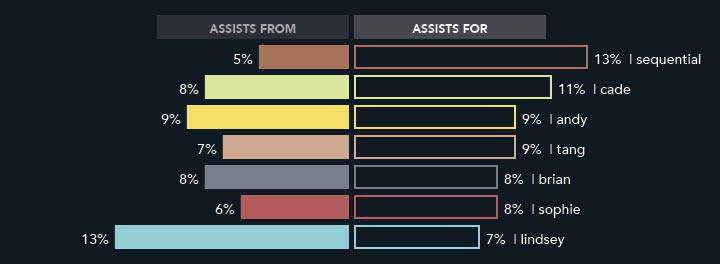 ASSISTS FROM ASSISTS FOR
5% 13% | sequential
8% 11% | cade
9% 9% | andy
7% 9% | tang
8% 8% | brian
6% 8% | sophie
13% 7% | lindsey